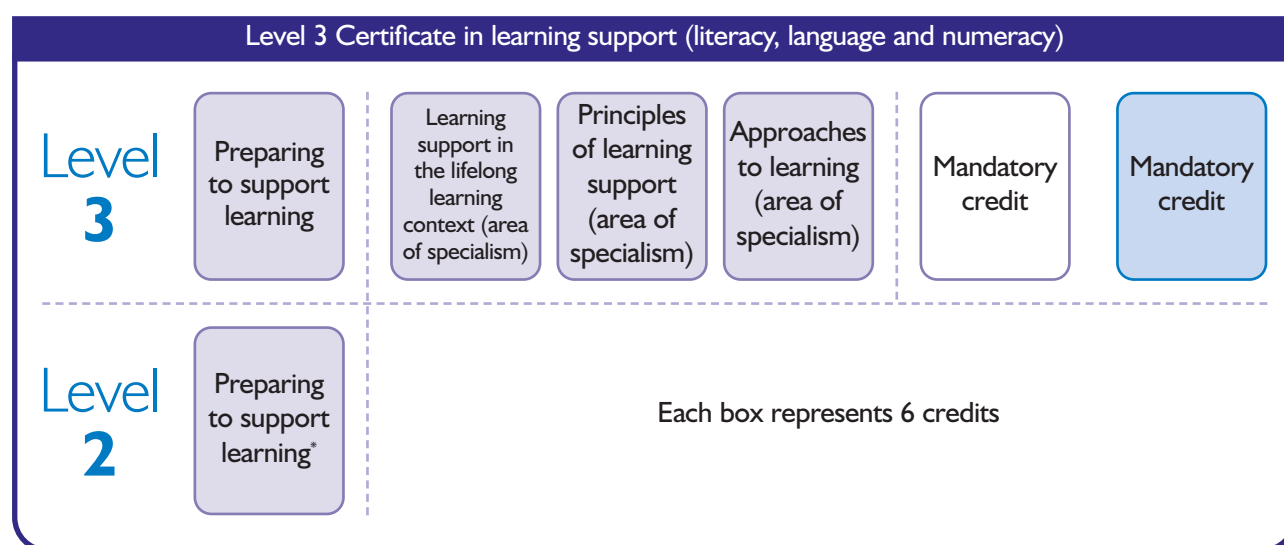 Level 3 Certificate in learning support (literacy, language and numeracy)
Level
3
Preparing
to support
learning
Learning
support in
the lifelong
learning
context (area
of specialism)
Principles
of learning
support
(area of
specialism)
Approaches
to learning
(area of
specialism)
Mandatory
credit
Mandatory
credit
Level
2
Preparing
to support
learning*
Each box represents 6 credits